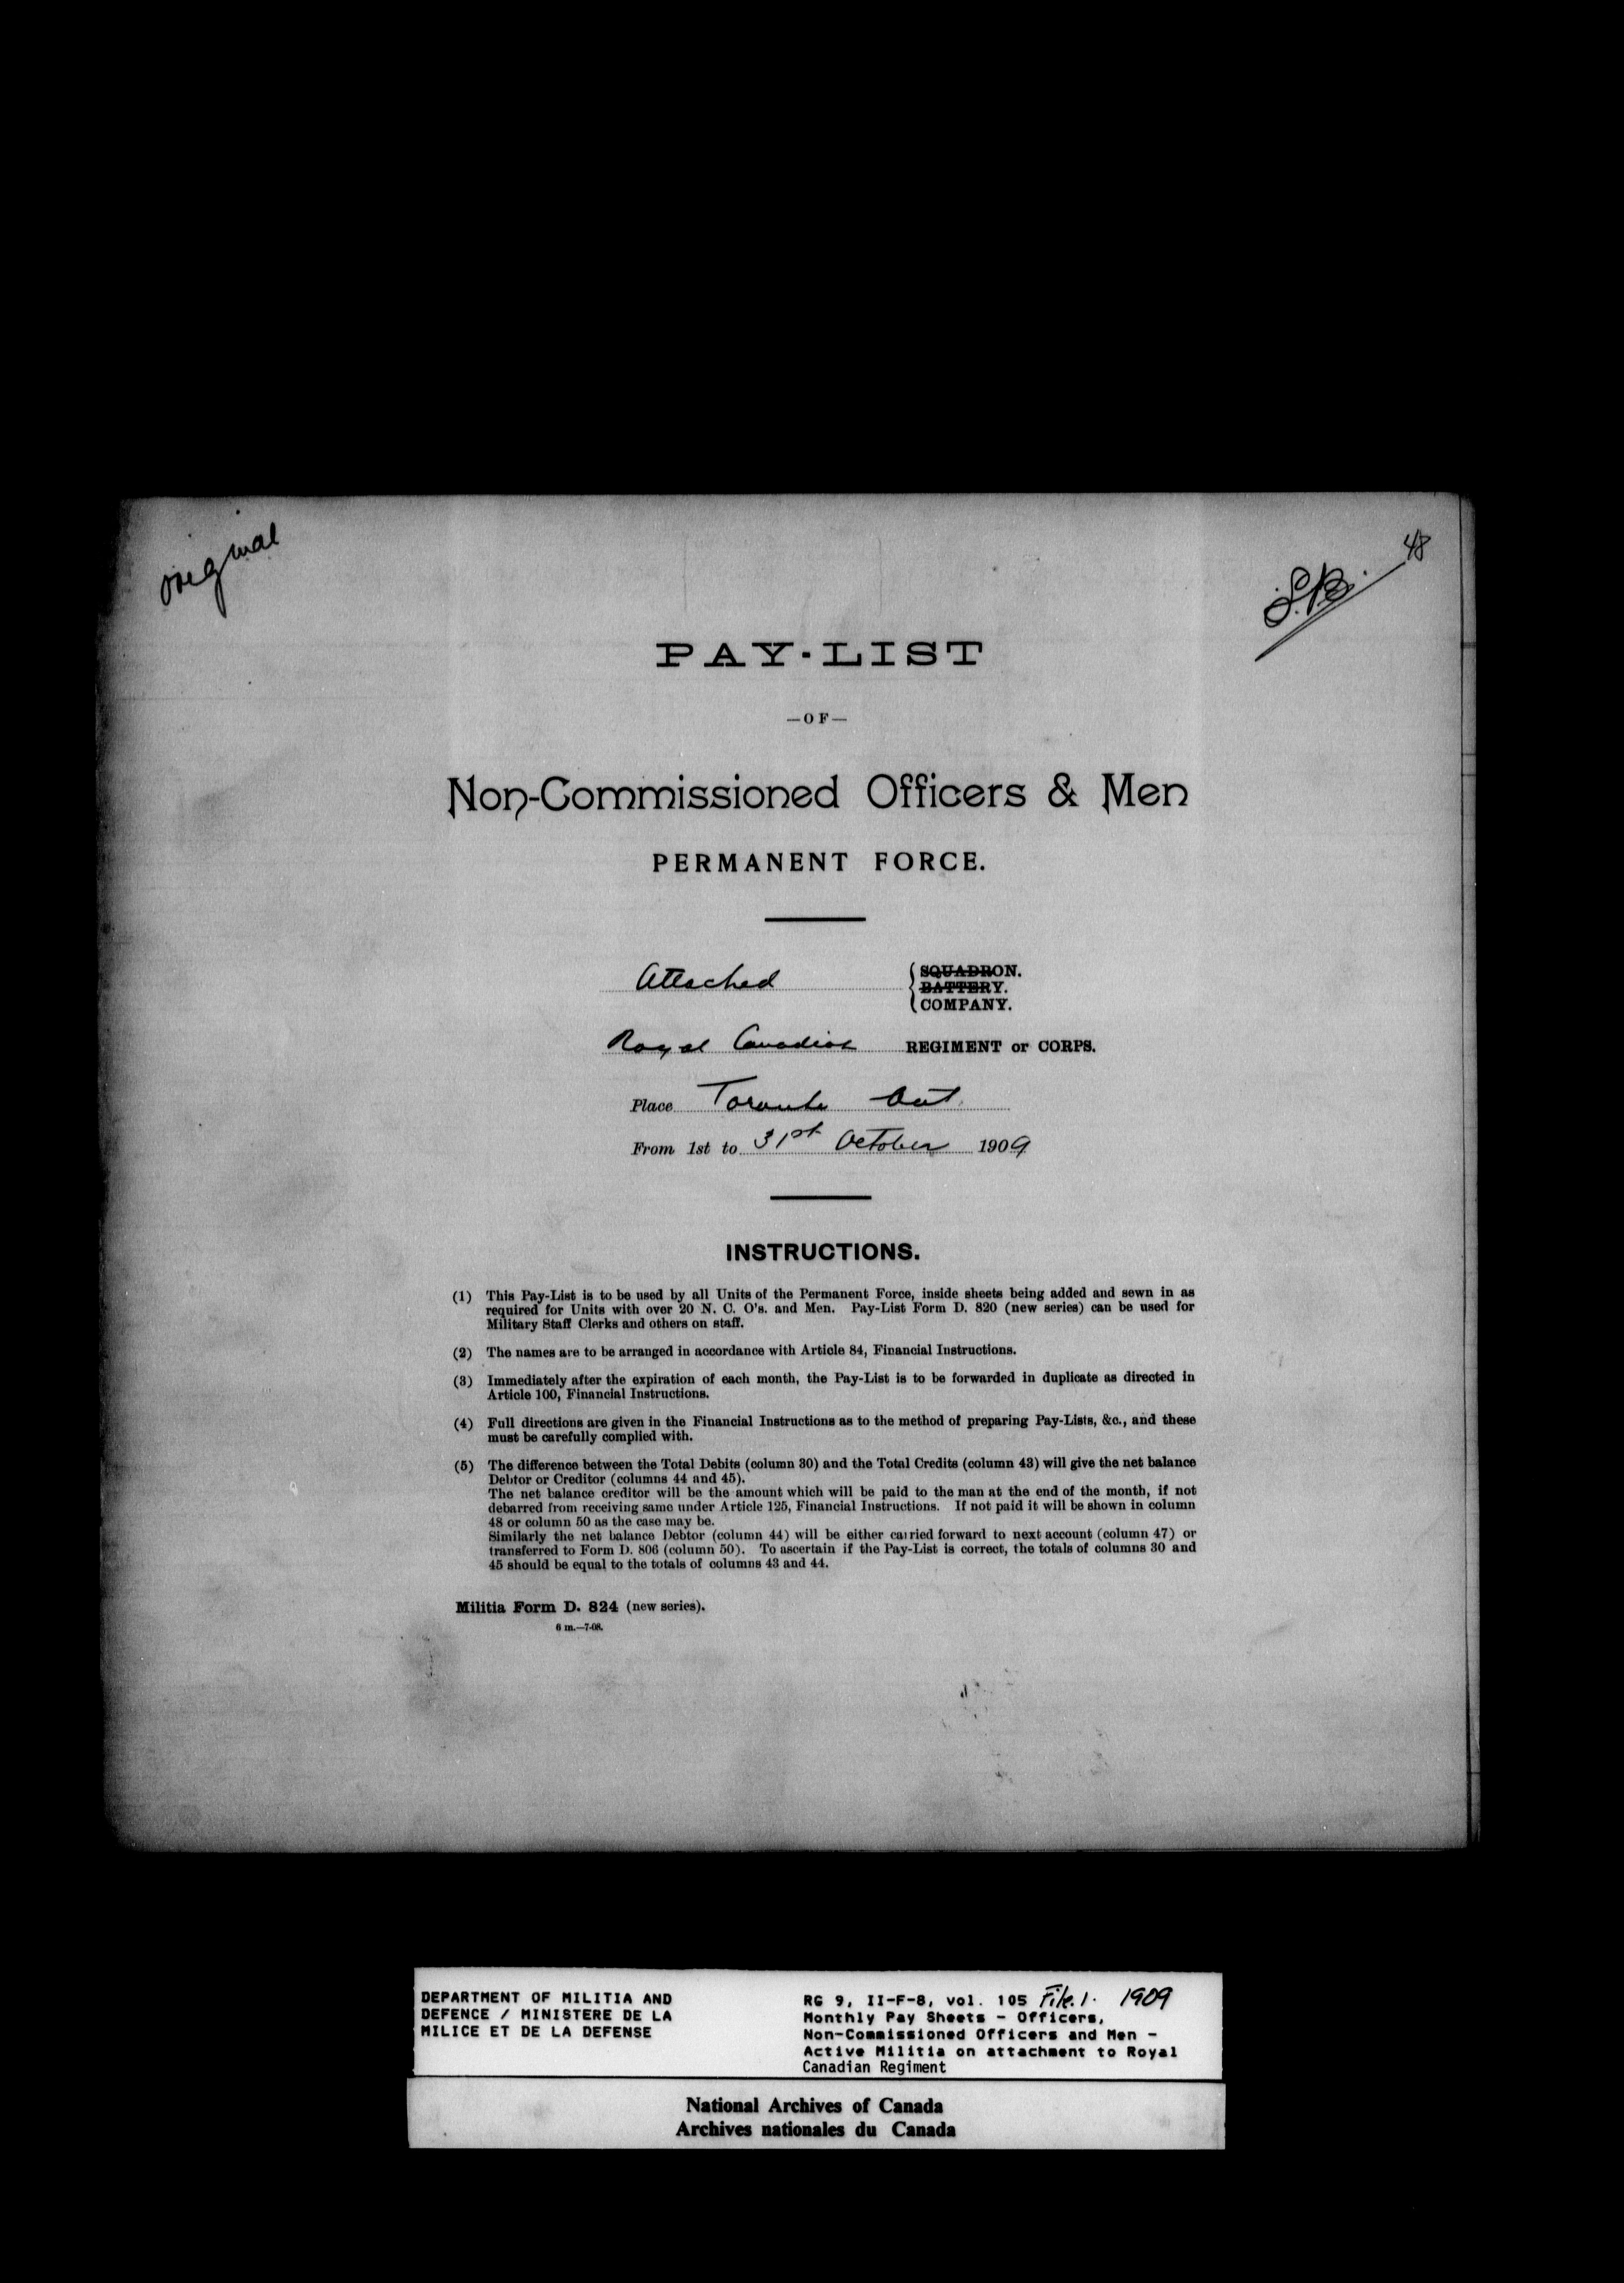 original
48
S.B.
PAY-LIST
—OF—
Non-Commissioned Officers & Men
PERMANENT FORCE.
Attached
SQUADRON.
BATTERY.
COMPANY.
Royal Canadian REGIMENT or CORPS.
Place Toronto Ont.
From 1st to 31st October 1909
INSTRUCTIONS.
(1) This Pay-List is to be used by all Units of the Permanent Force, inside sheets being added and sewn in as
required for Units with over 20 N. C. O's. and Men. Pay-List Form D. 820 (new series) can be used for
Military Staff Clerks and others on staff.
(2) The names are to be arranged in accordance with Article 84, Financial Instructions.
(3) Immediately after the expiration of each month, the Pay-List is to be forwarded in duplicate as directed in
Article 100, Financial Instructions.
(4) Full directions are given in the Financial Instructions as to the method of preparing Pay-Lists, &c., and these
must be carefully complied with.
(5) The difference between the Total Debits (column 30) and the Total Credits (column 43) will give the net balance
Debtor or Creditor (columns 44 and 45).
The net balance creditor will be the amount which will be paid to the man at the end of the month, if not
debarred from receiving same under Article 125, Financial Instructions. If not paid it will be shown in column
48 or column 50 as the case may be.
Similarly the net balance Debtor (column 44) will be either carried forward to next account (column 47) or
transferred to Form D. 806 (column 50). To ascertain if the Pay-List is correct, the totals of columns 30 and
45 should be equal to the totals of columns 43 and 44.
Militia Form D. 824 (new series).
6 m.—7-08.
DEPARTMENT OF MILITIA AND
DEFENCE / MINISTERE DE LA
MILICE ET DE LA DEFENSE
RG 9, II-F-8, vol. 105 File. 1. 1909
Monthly Pay Sheets - Officers,
Non-Commissioned Officers and Men -
Active Militia on attachment to Royal
Canadian Regiment
National Archives of Canada
Archives nationales du Canada